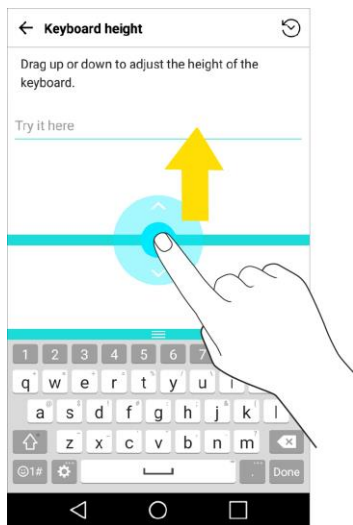 Keyboard height
Drag up or down to adjust the height of the
keyboard.
Try it here
1 2 3 4 5 6 7
q w e r t y u i
a s d f g h j k l
z x c v b n m
1# . Done